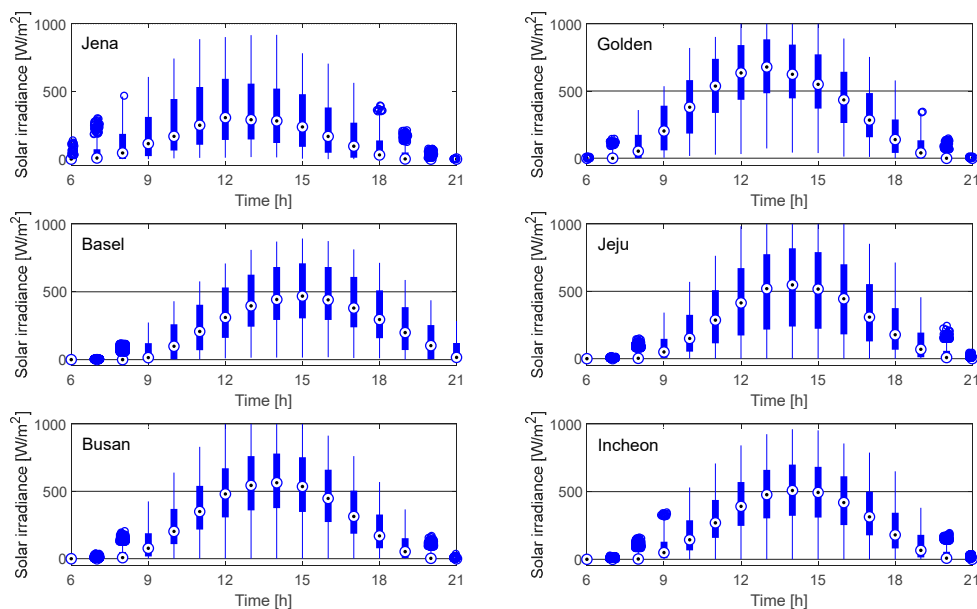 Solar irradiance [W/m²]
1000
500
0
Jena
6 9 12 15 18 21
Time [h]
Solar irradiance [W/m²]
1000
500
0
Golden
6 9 12 15 18 21
Time [h]
Solar irradiance [W/m²]
1000
500
0
Basel
6 9 12 15 18 21
Time [h]
Solar irradiance [W/m²]
1000
500
0
Jeju
6 9 12 15 18 21
Time [h]
Solar irradiance [W/m²]
1000
500
0
Busan
6 9 12 15 18 21
Time [h]
Solar irradiance [W/m²]
1000
500
0
Incheon
6 9 12 15 18 21
Time [h]